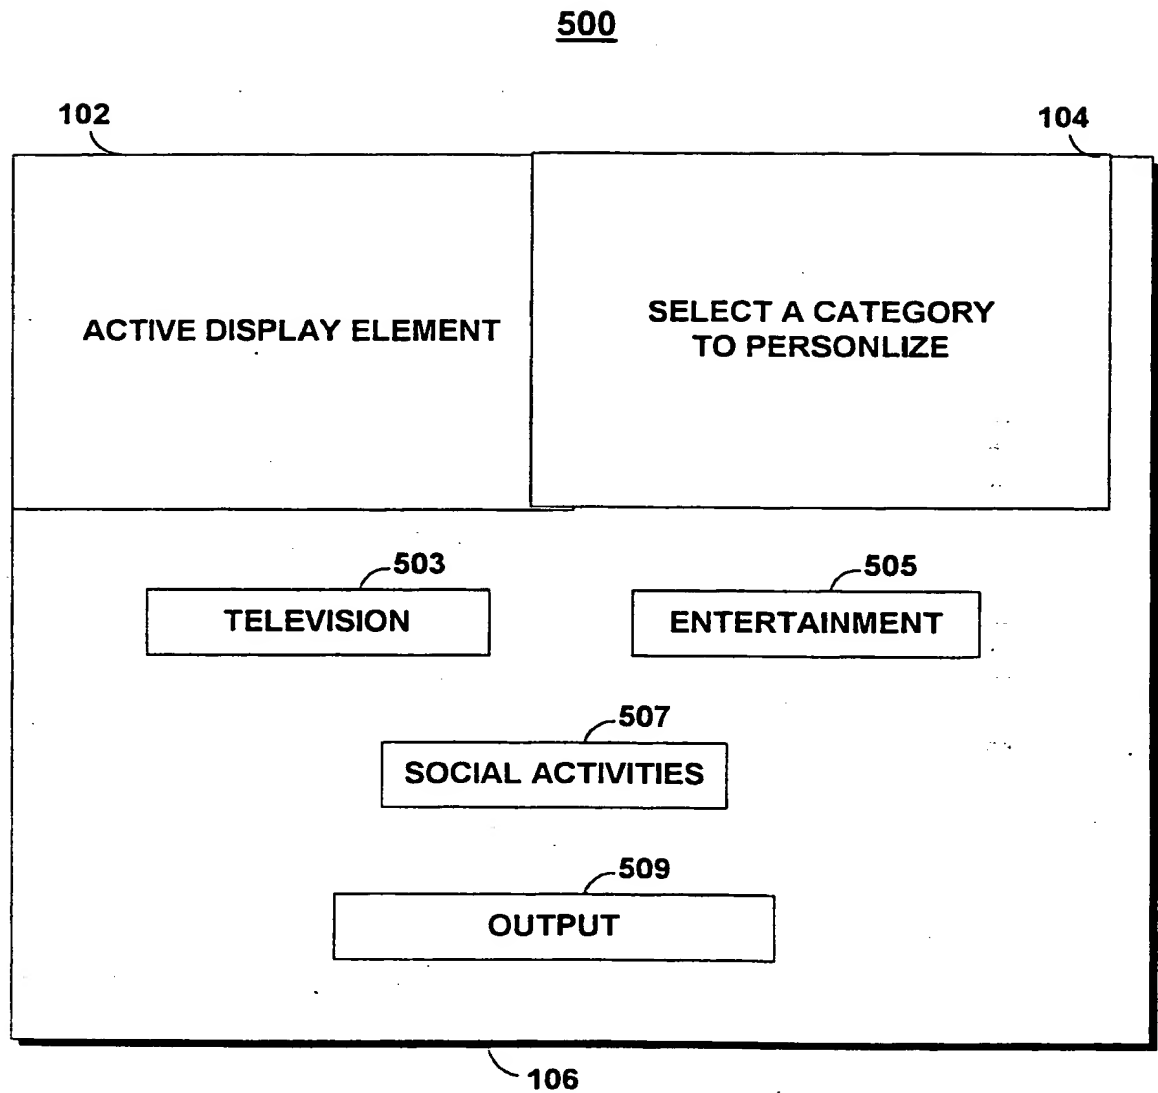 500
102
104
ACTIVE DISPLAY ELEMENT
SELECT A CATEGORY
TO PERSONLIZE
503
505
TELEVISION
ENTERTAINMENT
507
SOCIAL ACTIVITIES
509
OUTPUT
106